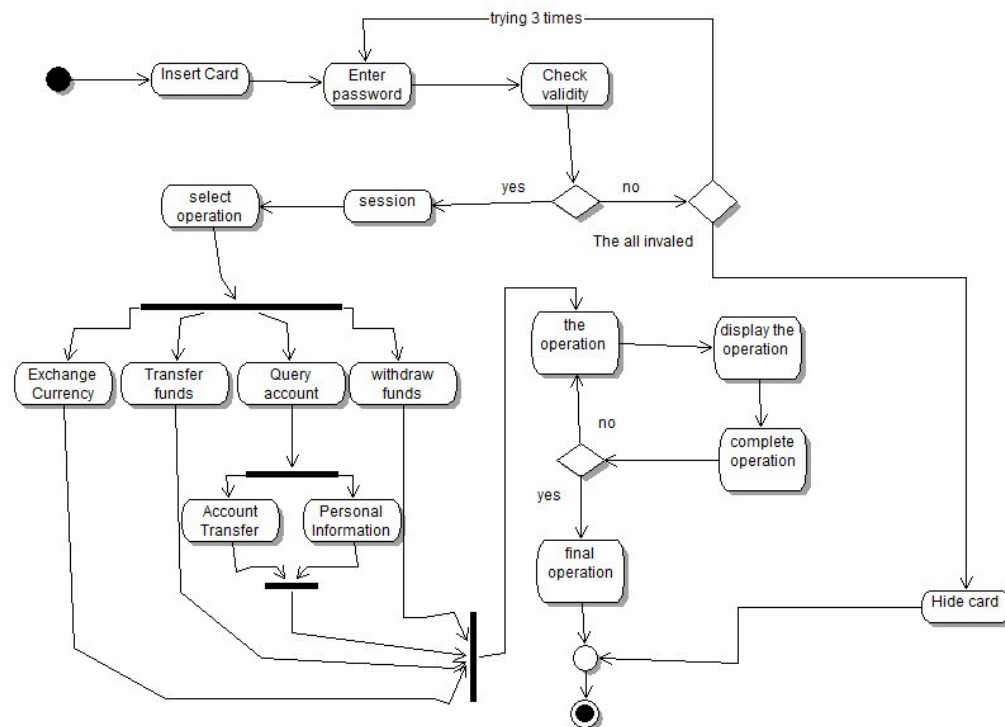 trying 3 times
Insert Card
Enter
password
Check
validity
yes
no
select
operation
session
The all invaled
the
operation
display the
operation
Exchange
Currency
Transfer
funds
Query
account
withdraw
funds
no
complete
operation
yes
Account
Transfer
Personal
Information
final
operation
Hide card